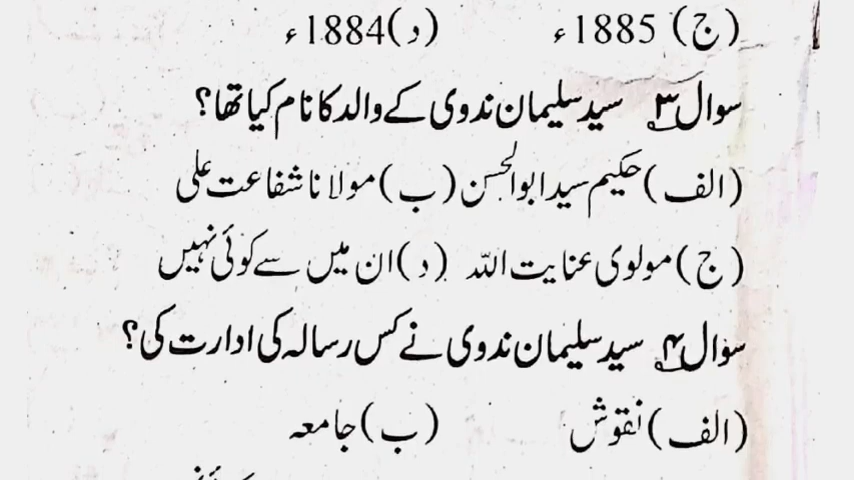 (ج) 1885ء (د) 1884ء
سوال ۳ سید سلیمان ندوی کے والد کا نام کیا تھا؟
(الف) حکیم سید ابوالحسن (ب) مولانا شفاعت علی
(ج) مولوی عنایت اللہ (د) ان میں سے کوئی نہیں
سوال ۴ سید سلیمان ندوی نے کس رسالہ کی ادارت کی؟
(الف) نقوش (ب) جامعہ